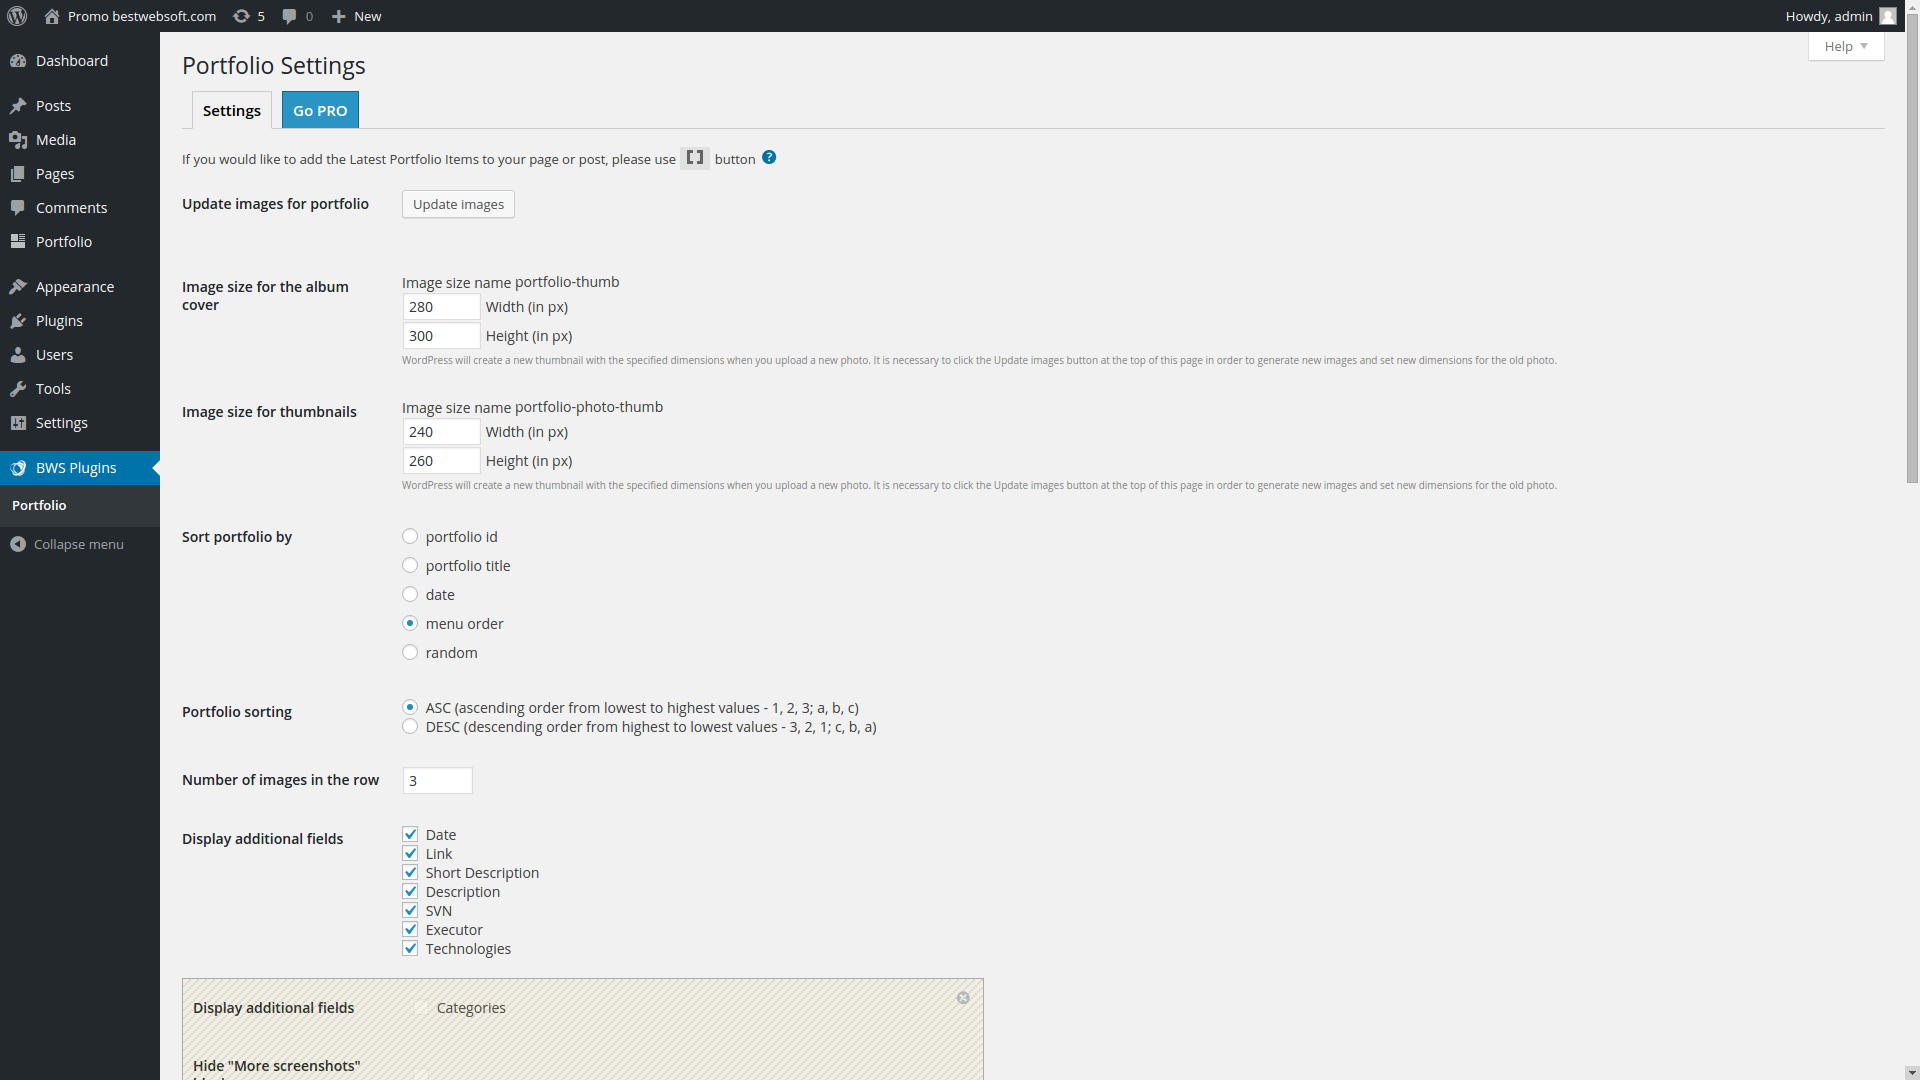 Promo bestwebsoft.com 5 0 New Howdy, admin
Help
Dashboard
Posts
Media
Pages
Comments
Portfolio
Appearance
Plugins
Users
Tools
Settings
BWS Plugins
Portfolio
Collapse menu
Portfolio Settings
Settings Go PRO
If you would like to add the Latest Portfolio Items to your page or post, please use [] button ?
Update images for portfolio Update images
Image size for the album
cover
Image size name portfolio-thumb
280 Width (in px)
300 Height (in px)
WordPress will create a new thumbnail with the specified dimensions when you upload a new photo. It is necessary to click the Update images button at the top of this page in order to generate new images and set new dimensions for the old photo.
Image size for thumbnails
Image size name portfolio-photo-thumb
240 Width (in px)
260 Height (in px)
WordPress will create a new thumbnail with the specified dimensions when you upload a new photo. It is necessary to click the Update images button at the top of this page in order to generate new images and set new dimensions for the old photo.
Sort portfolio by
portfolio id
portfolio title
date
menu order
random
Portfolio sorting
ASC (ascending order from lowest to highest values - 1, 2, 3; a, b, c)
DESC (descending order from highest to lowest values - 3, 2, 1; c, b, a)
Number of images in the row 3
Display additional fields
Date
Link
Short Description
Description
SVN
Executor
Technologies
Display additional fields Categories
Hide "More screenshots"